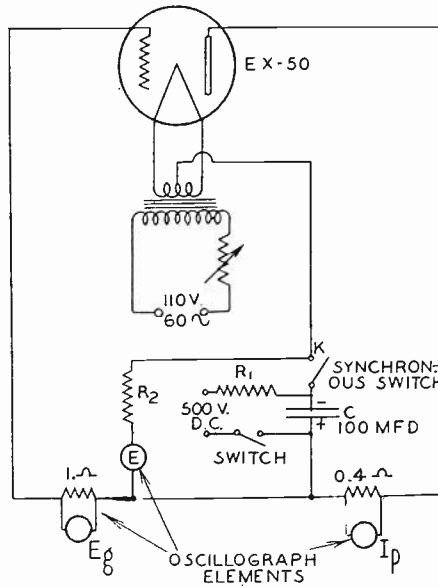 EX-50
110 V.
60 ~
K
SYNCHRON-
OUS SWITCH
R1
R2
500 V.
D.C.
SWITCH
-
+
C
100 MFD
E
1.Ω
0.4 Ω
Eg
Ip
OSCILLOGRAPH
ELEMENTS